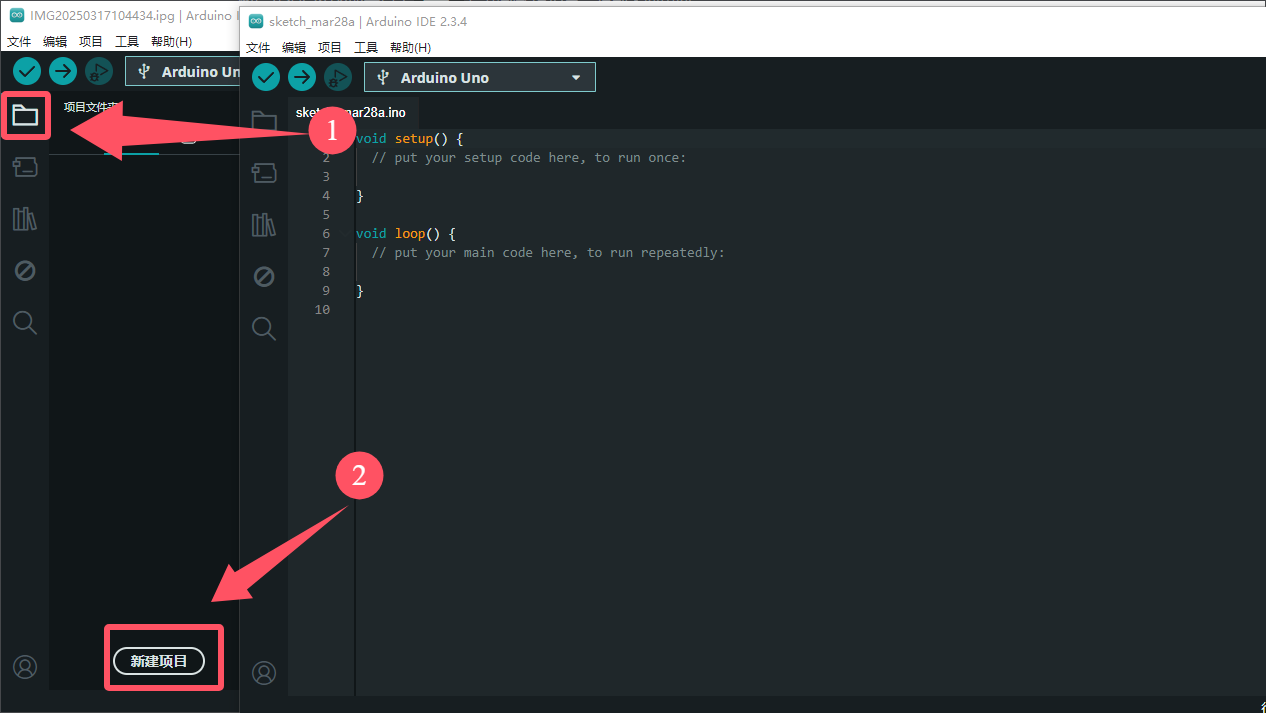 IMG20250317104434.jpg | Arduino
文件 编辑 项目 工具 帮助(H)
Arduino Un
项目文件夹
新建项目
sketch_mar28a | Arduino IDE 2.3.4
文件 编辑 项目 工具 帮助(H)
Arduino Uno
mar28a.ino
1
void setup() {
2 // put your setup code here, to run once:
3
4 }
5
6 void loop() {
7 // put your main code here, to run repeatedly:
8
9 }
10
2